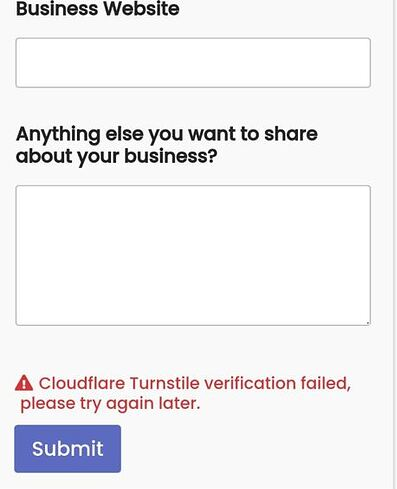 Business Website
Anything else you want to share
about your business?
Cloudflare Turnstile verification failed,
please try again later.
Submit